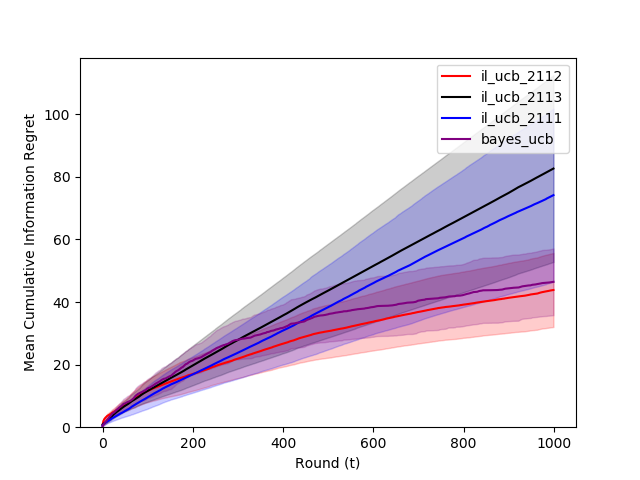 il_ucb_2112
il_ucb_2113
il_ucb_2111
bayes_ucb
Mean Cumulative Information Regret
100
80
60
40
20
0
0 200 400 600 800 1000
Round (t)